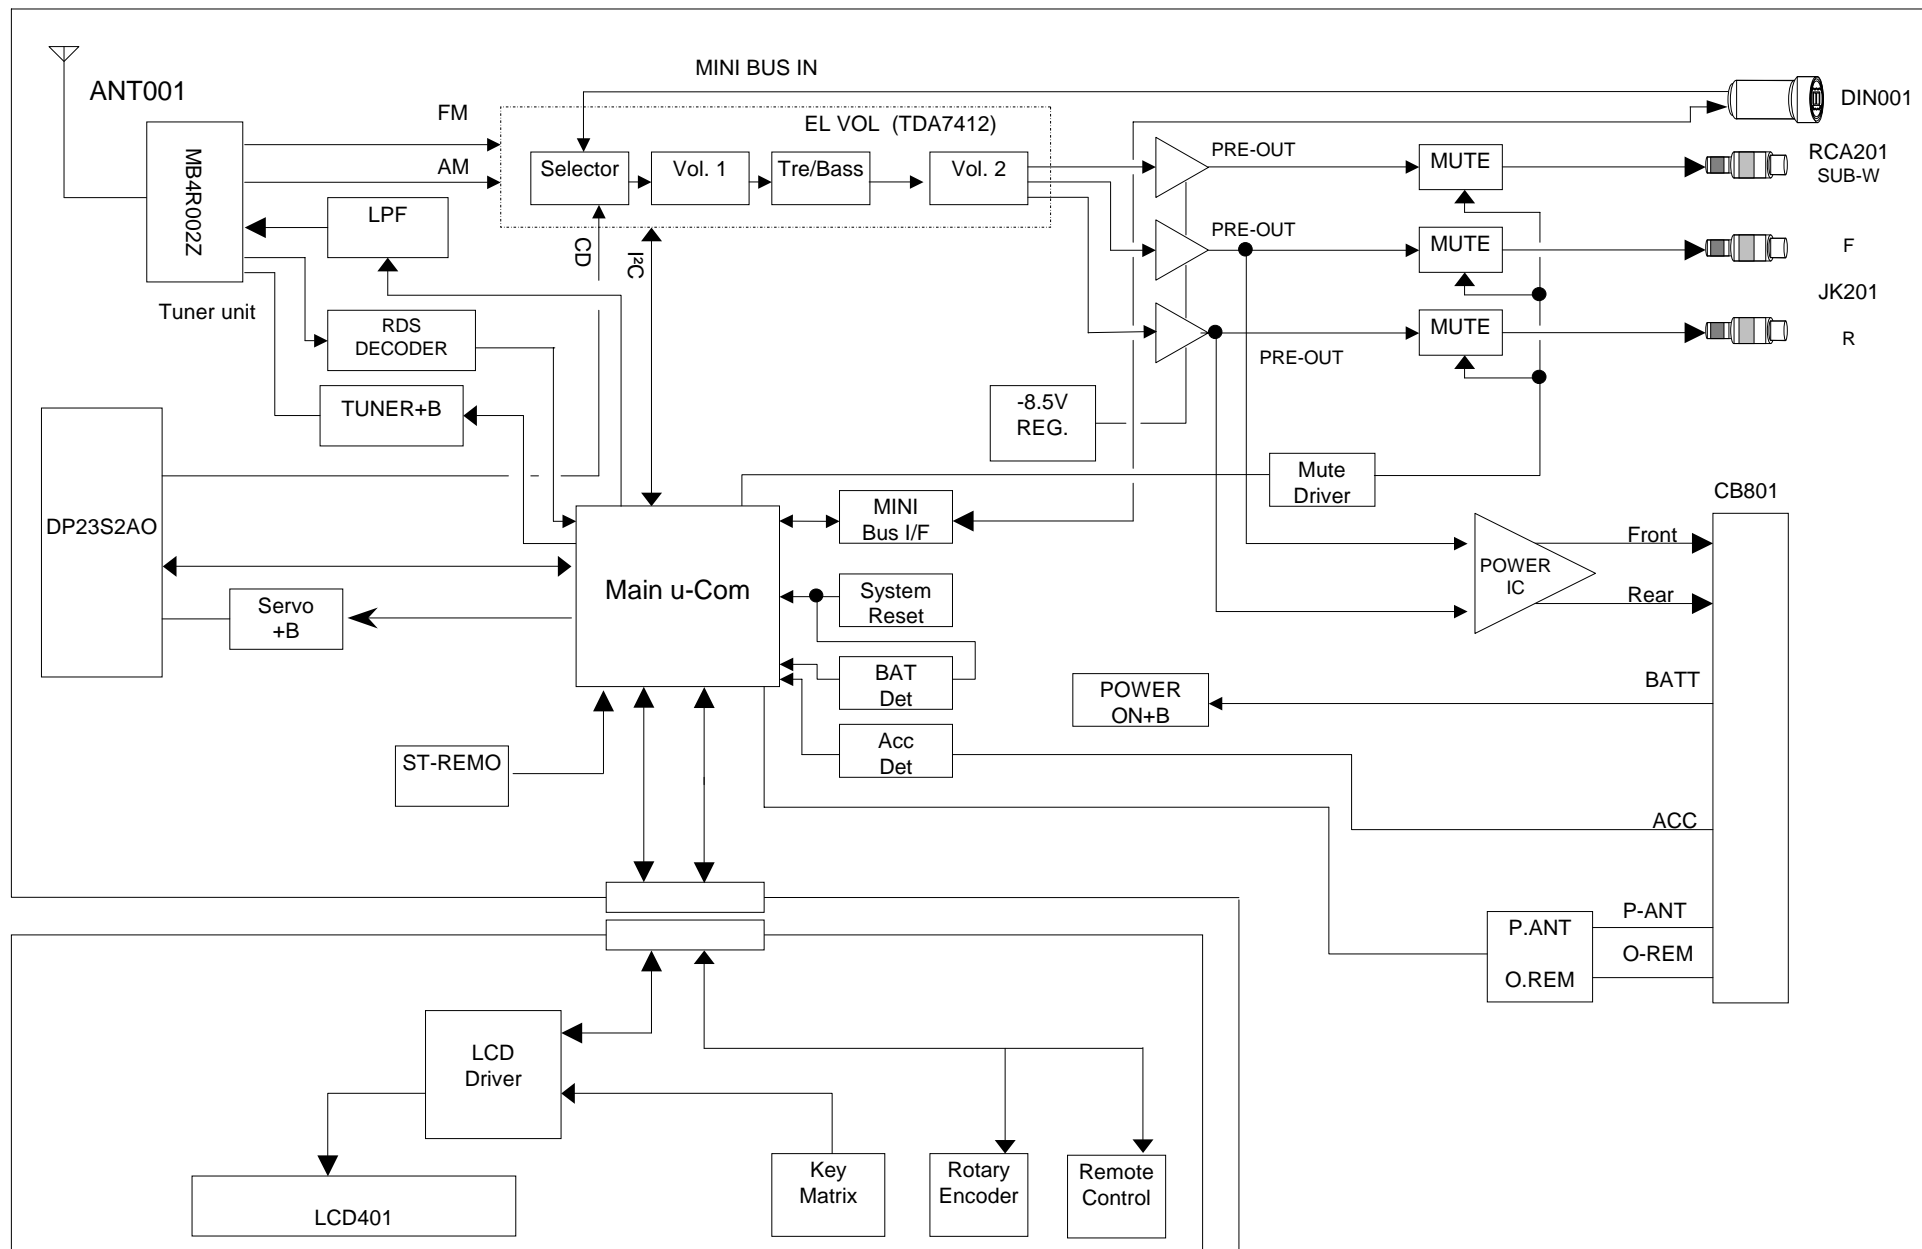 MINI BUS IN
ANT001
DIN001
FM
EL VOL (TDA7412)
MB4R002Z
PRE-OUT
MUTE
RCA201
SUB-W
AM
Selector
Vol. 1
Tre/Bass
Vol. 2
LPF
CD
I²C
PRE-OUT
MUTE
F
Tuner unit
JK201
RDS
DECODER
MUTE
R
PRE-OUT
TUNER+B
-8.5V
REG.
Mute
Driver
CB801
DP23S2AO
MINI
Bus I/F
Front
POWER
IC
Main u-Com
System
Reset
Rear
Servo
+B
BAT
Det
POWER
ON+B
BATT
Acc
Det
ST-REMO
ACC
P-ANT
P.ANT
O-REM
O.REM
LCD
Driver
Key
Matrix
Rotary
Encoder
Remote
Control
LCD401